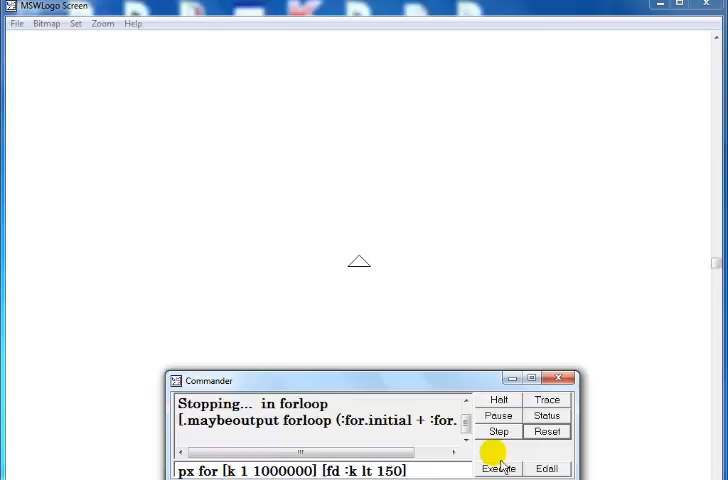 MSWLogo Screen
File Bitmap Set Zoom Help
Commander
Stopping... in forloop
[.maybeoutput forloop (:for.initial + :for.
px for [k 1 1000000] [fd :k lt 150]
Halt Trace
Pause Status
Step Reset
Execute Edall